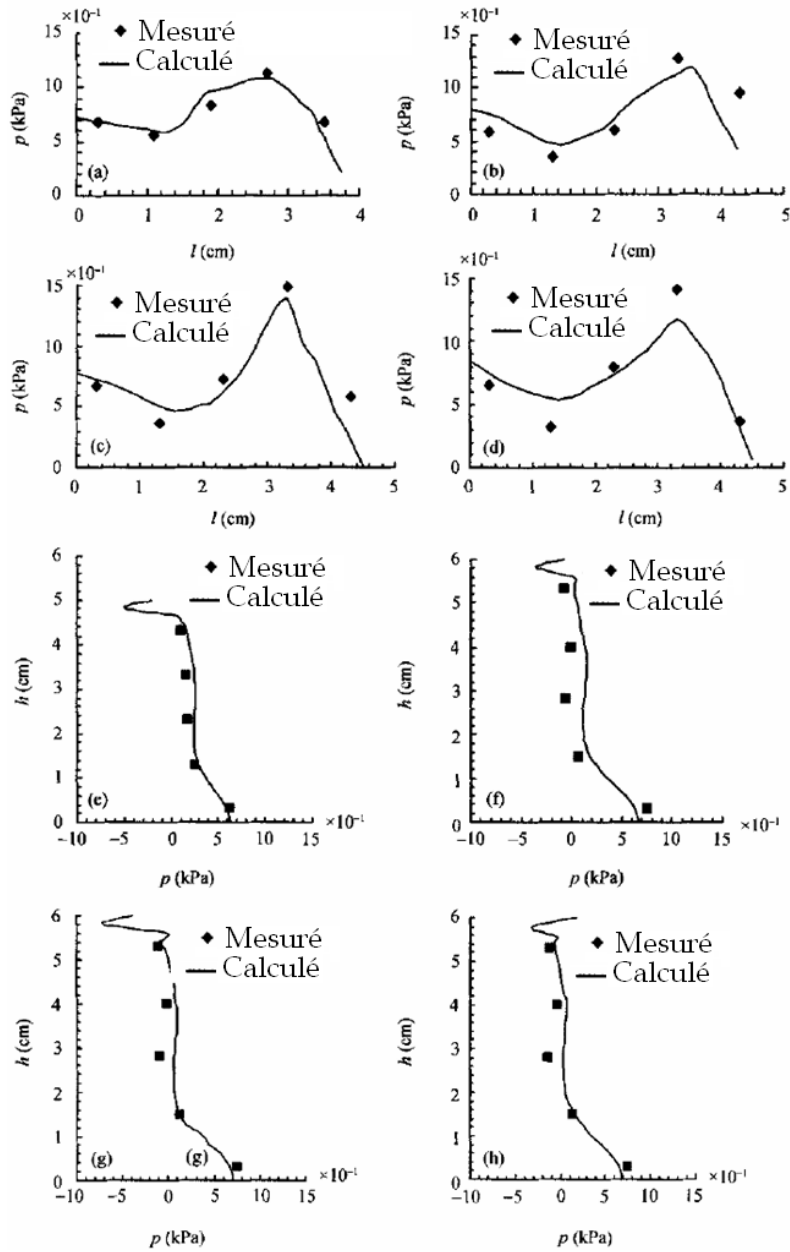 ×10⁻¹
15
10
5
0
p (kPa)
◆ Mesuré
— Calculé
(a)
0 1 2 3 4
l (cm)
×10⁻¹
15
10
5
0
p (kPa)
◆ Mesuré
— Calculé
(b)
0 1 2 3 4 5
l (cm)
×10⁻¹
15
10
5
0
p (kPa)
◆ Mesuré
— Calculé
(c)
0 1 2 3 4 5
l (cm)
×10⁻¹
15
10
5
0
p (kPa)
◆ Mesuré
— Calculé
(d)
0 1 2 3 4 5
l (cm)
6
5
4
3
2
1
0
h (cm)
◆ Mesuré
— Calculé
(e)
×10⁻¹
−10 −5 0 5 10 15
p (kPa)
6
5
4
3
2
1
0
h (cm)
◆ Mesuré
— Calculé
(f)
×10⁻¹
−10 −5 0 5 10 15
p (kPa)
6
5
4
3
2
1
0
h (cm)
◆ Mesuré
— Calculé
(g) (g)
×10⁻¹
−10 −5 0 5 10 15
p (kPa)
6
5
4
3
2
1
0
h (cm)
◆ Mesuré
— Calculé
(h)
×10⁻¹
−10 −5 0 5 10 15
p (kPa)